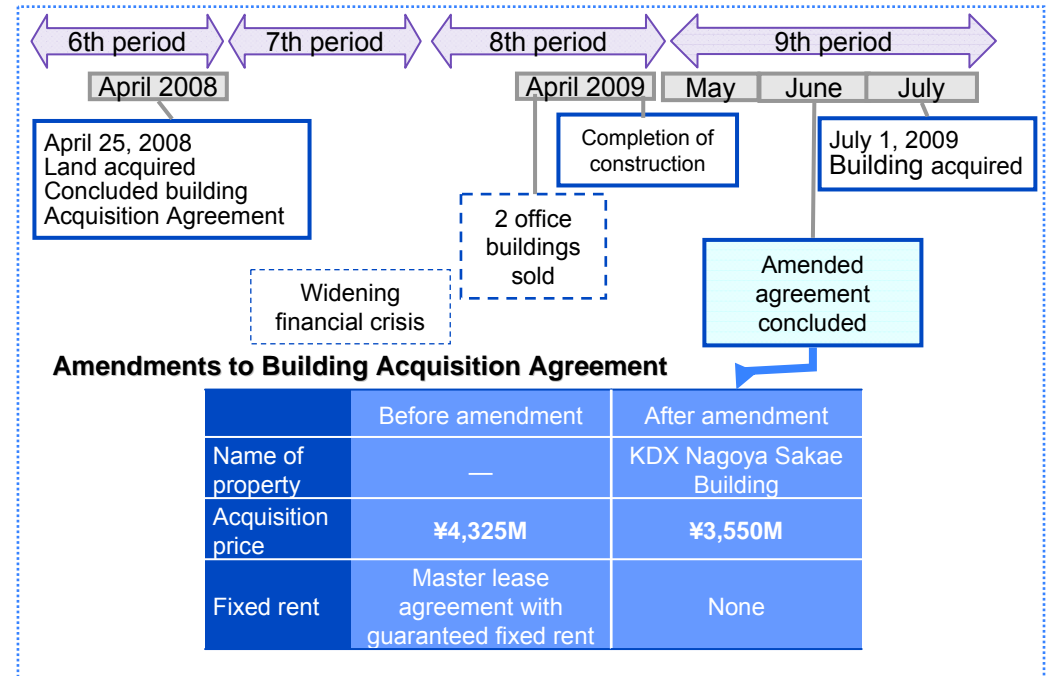 6th period
7th period
8th period
9th period
April 2008
April 2009
May
June
July
April 25, 2008
Land acquired
Concluded building
Acquisition Agreement
Completion of
construction
July 1, 2009
Building acquired
2 office
buildings
sold
Widening
financial crisis
Amended
agreement
concluded
Amendments to Building Acquisition Agreement
Before amendment
After amendment
Name of
property
—
KDX Nagoya Sakae
Building
Acquisition
price
¥4,325M
¥3,550M
Fixed rent
Master lease
agreement with
guaranteed fixed rent
None